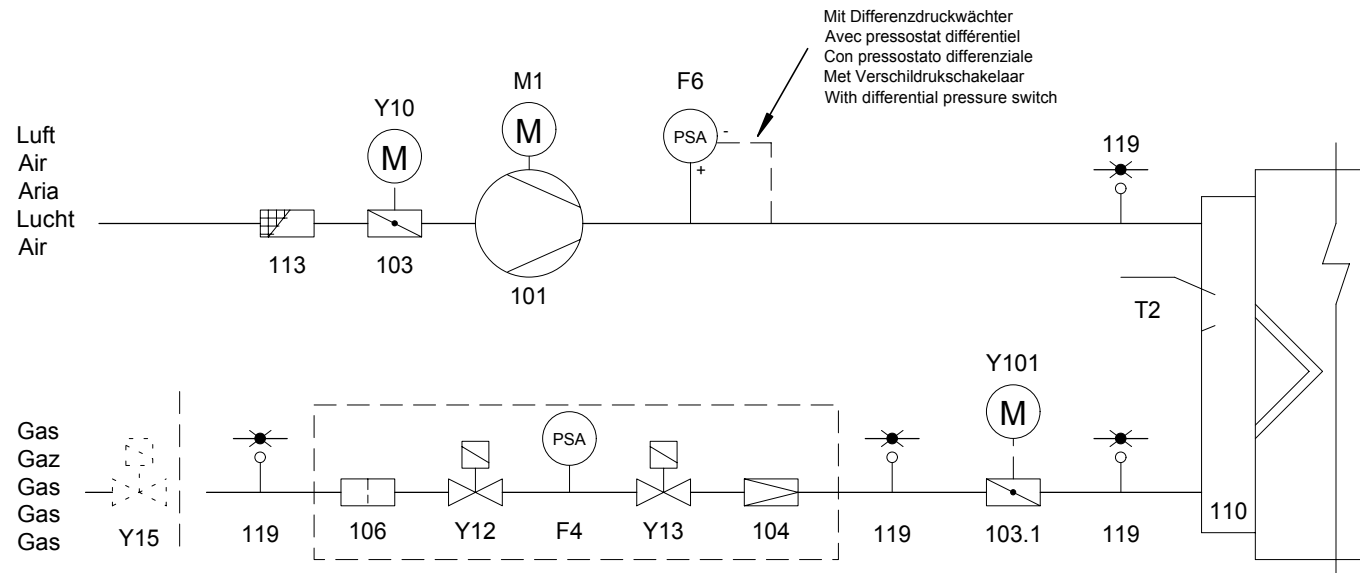 Mit Differenzdruckwächter
Avec pressostat différentiel
Con pressostato differenziale
Met Verschildrukschakelaar
With differential pressure switch
M1
F6
Y10
M
M
PSA
-
+
119
Luft
Air
Aria
Lucht
Air
113
103
101
T2
Y101
M
Gas
Gaz
Gas
Gas
Gas
PSA
Y15
119
106
Y12
F4
Y13
104
119
103.1
119
110